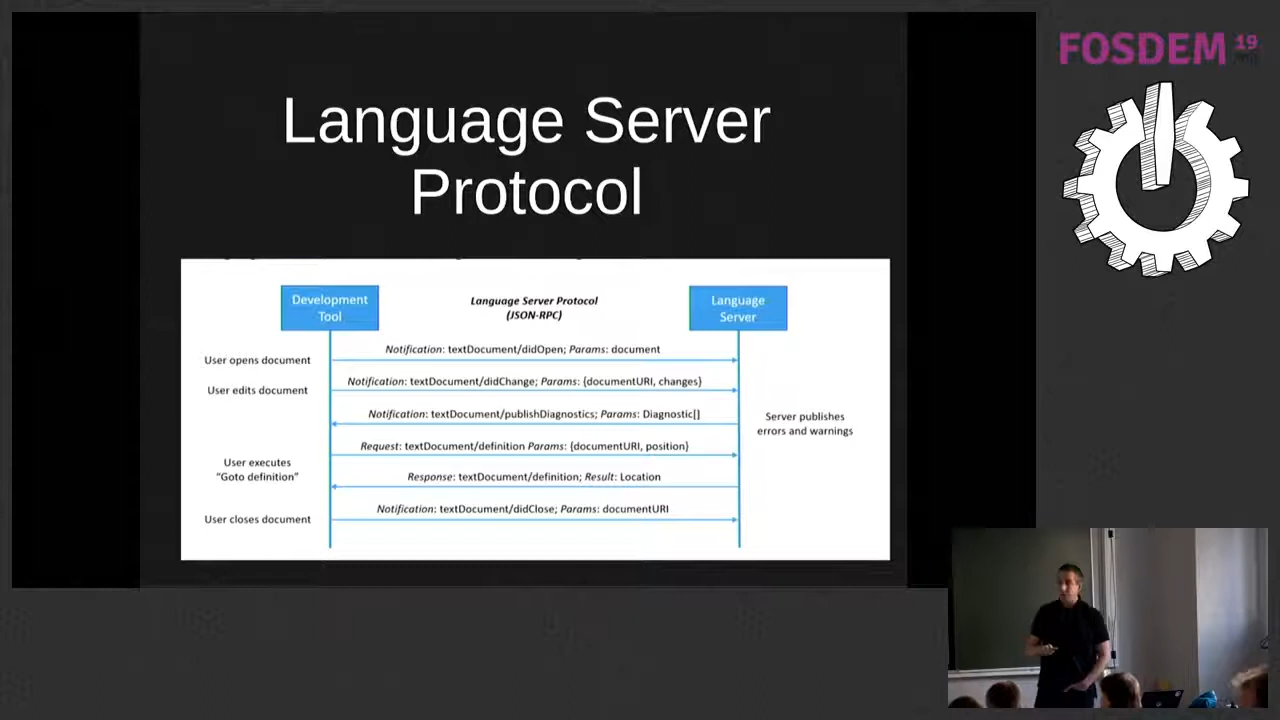 FOSDEM 19
Language Server
Protocol
Development
Tool
Language Server Protocol
(JSON-RPC)
Language
Server
Notification: textDocument/didOpen; Params: document
User opens document
Notification: textDocument/didChange; Params: {documentURI, changes}
User edits document
Notification: textDocument/publishDiagnostics; Params: Diagnostic[]
Server publishes
errors and warnings
Request: textDocument/definition Params: {documentURI, position}
User executes
"Goto definition"
Response: textDocument/definition; Result: Location
Notification: textDocument/didClose; Params: documentURI
User closes document